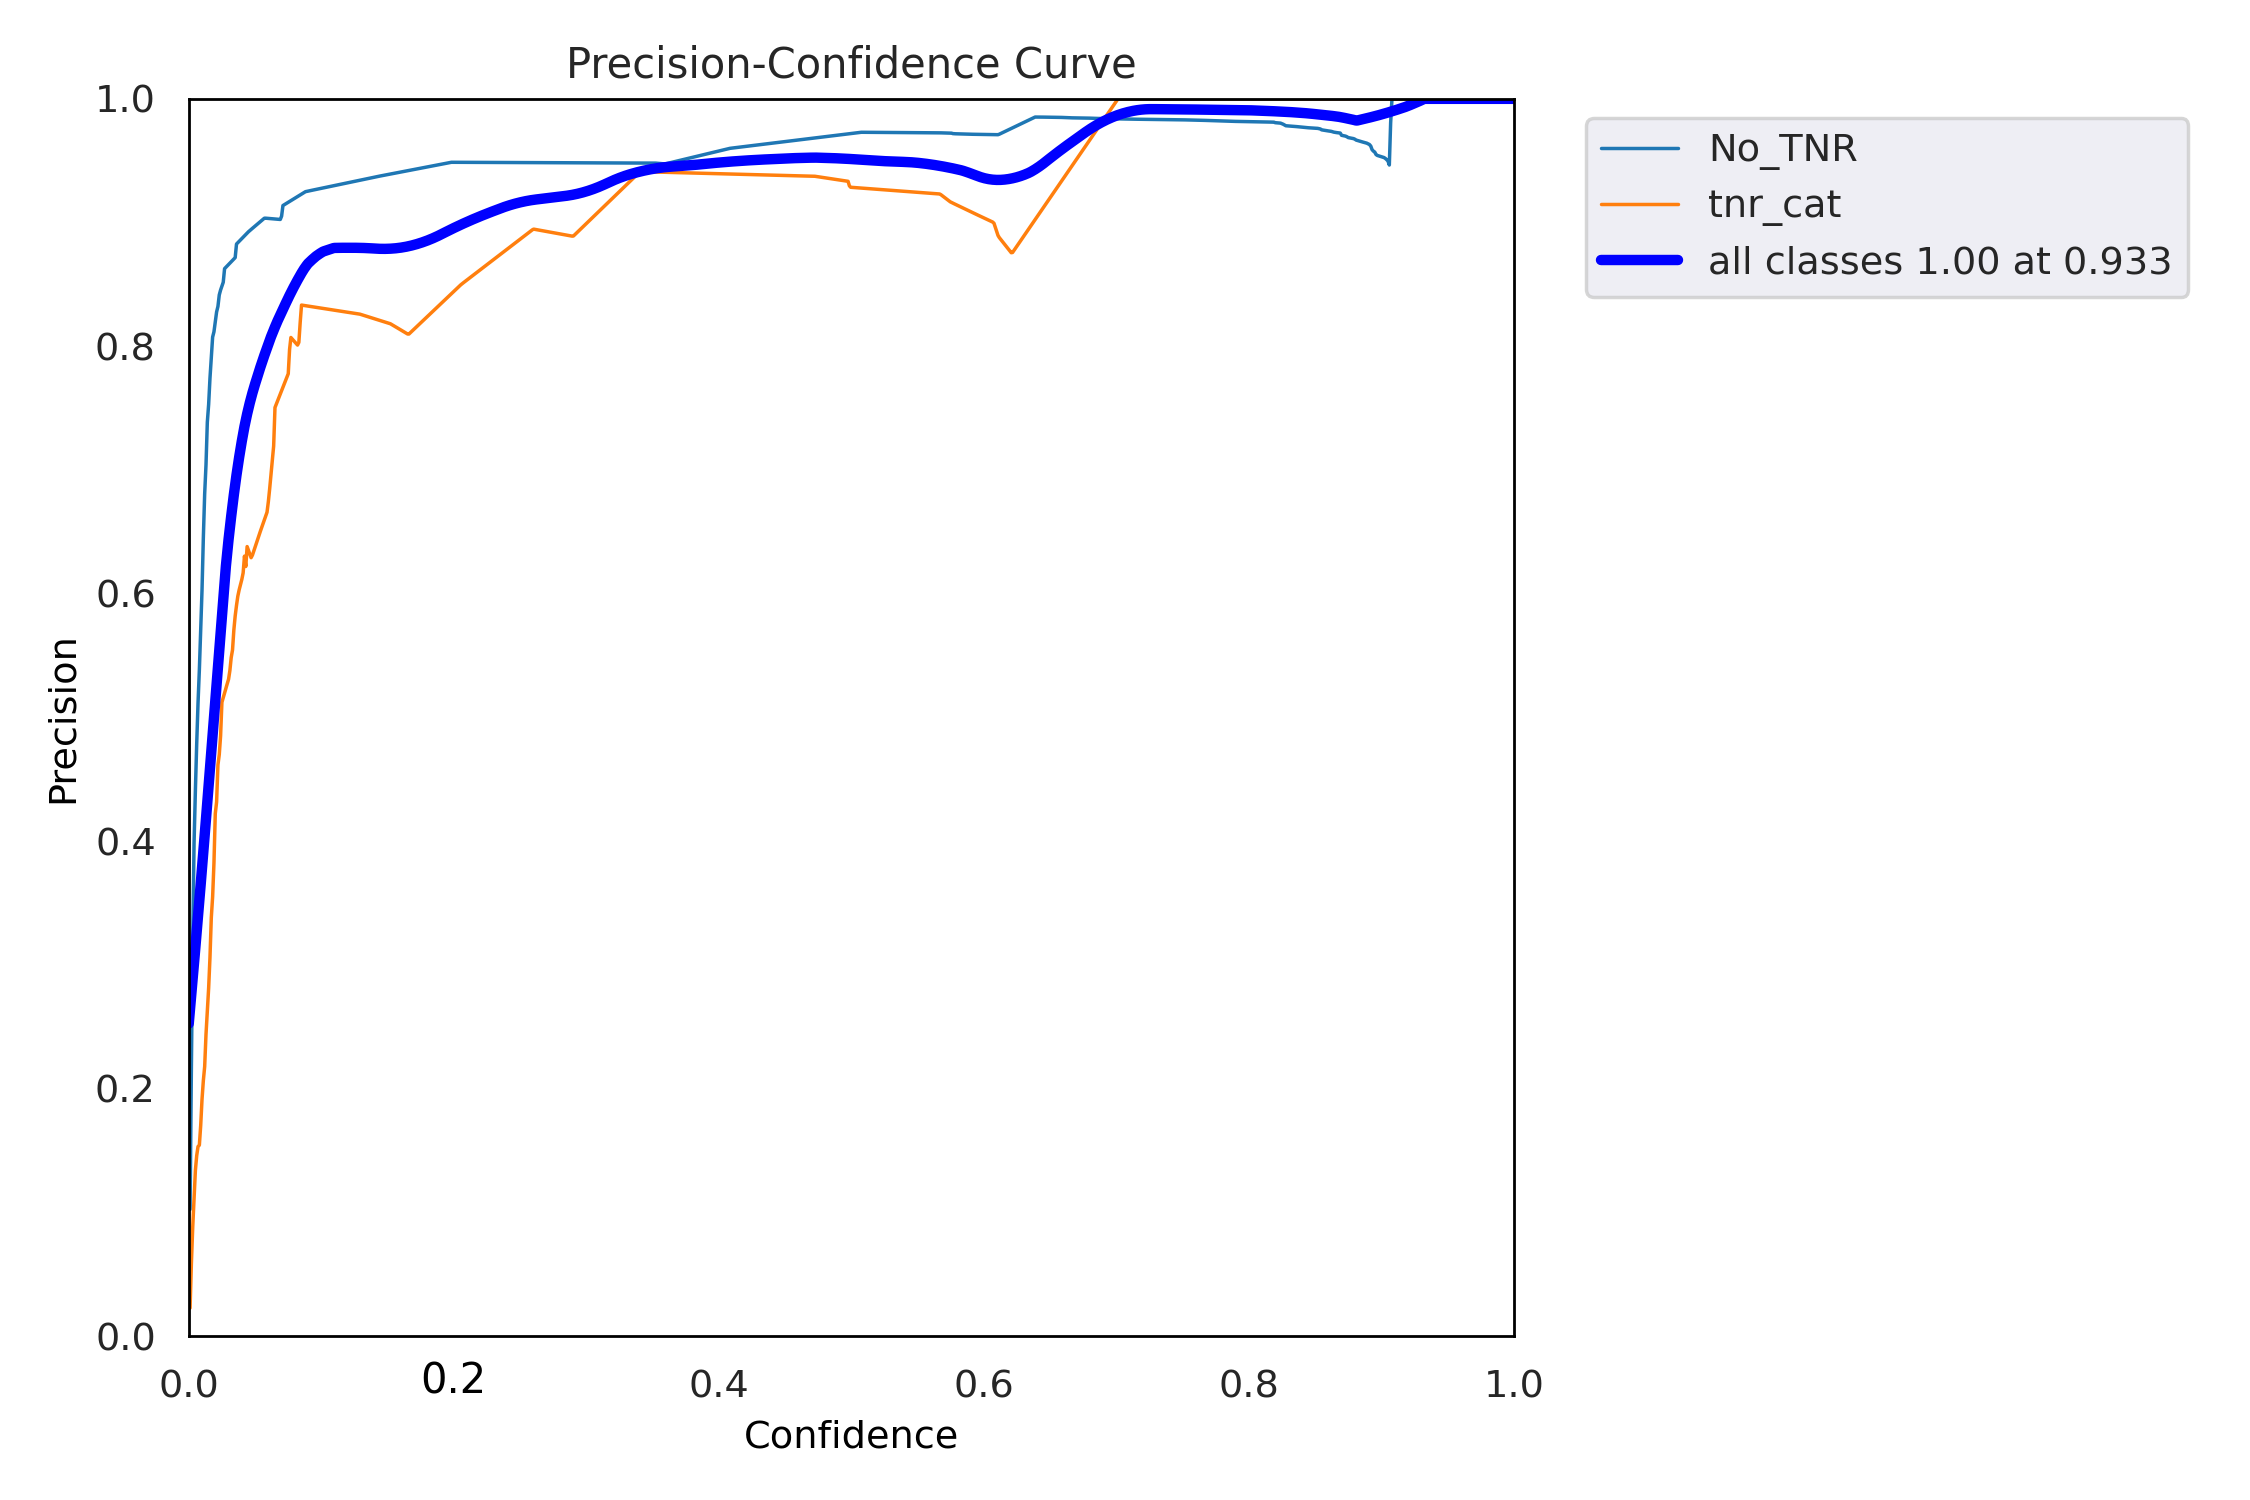 Precision-Confidence Curve
1.0
0.8
0.6
0.4
0.2
0.0
Precision
0.0 0.2 0.4 0.6 0.8 1.0
Confidence
No_TNR
tnr_cat
all classes 1.00 at 0.933